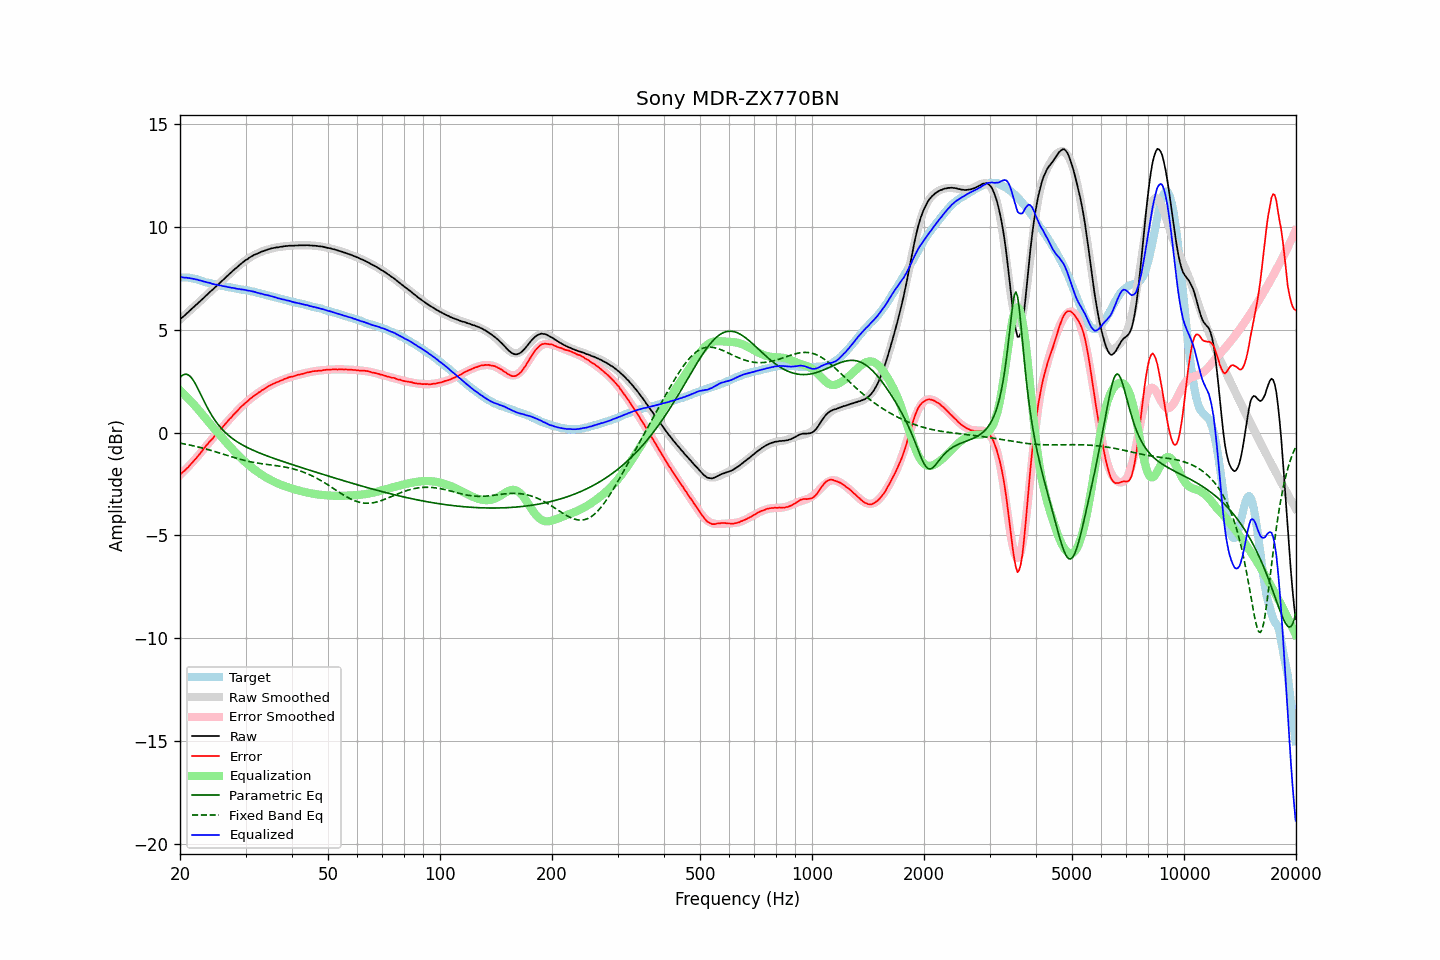 Sony MDR-ZX770BN
15
10
5
0
−5
−10
−15
−20
Amplitude (dBr)
Target
Raw Smoothed
Error Smoothed
Raw
Error
Equalization
Parametric Eq
Fixed Band Eq
Equalized
20 50 100 200 500 1000 2000 5000 10000 20000
Frequency (Hz)